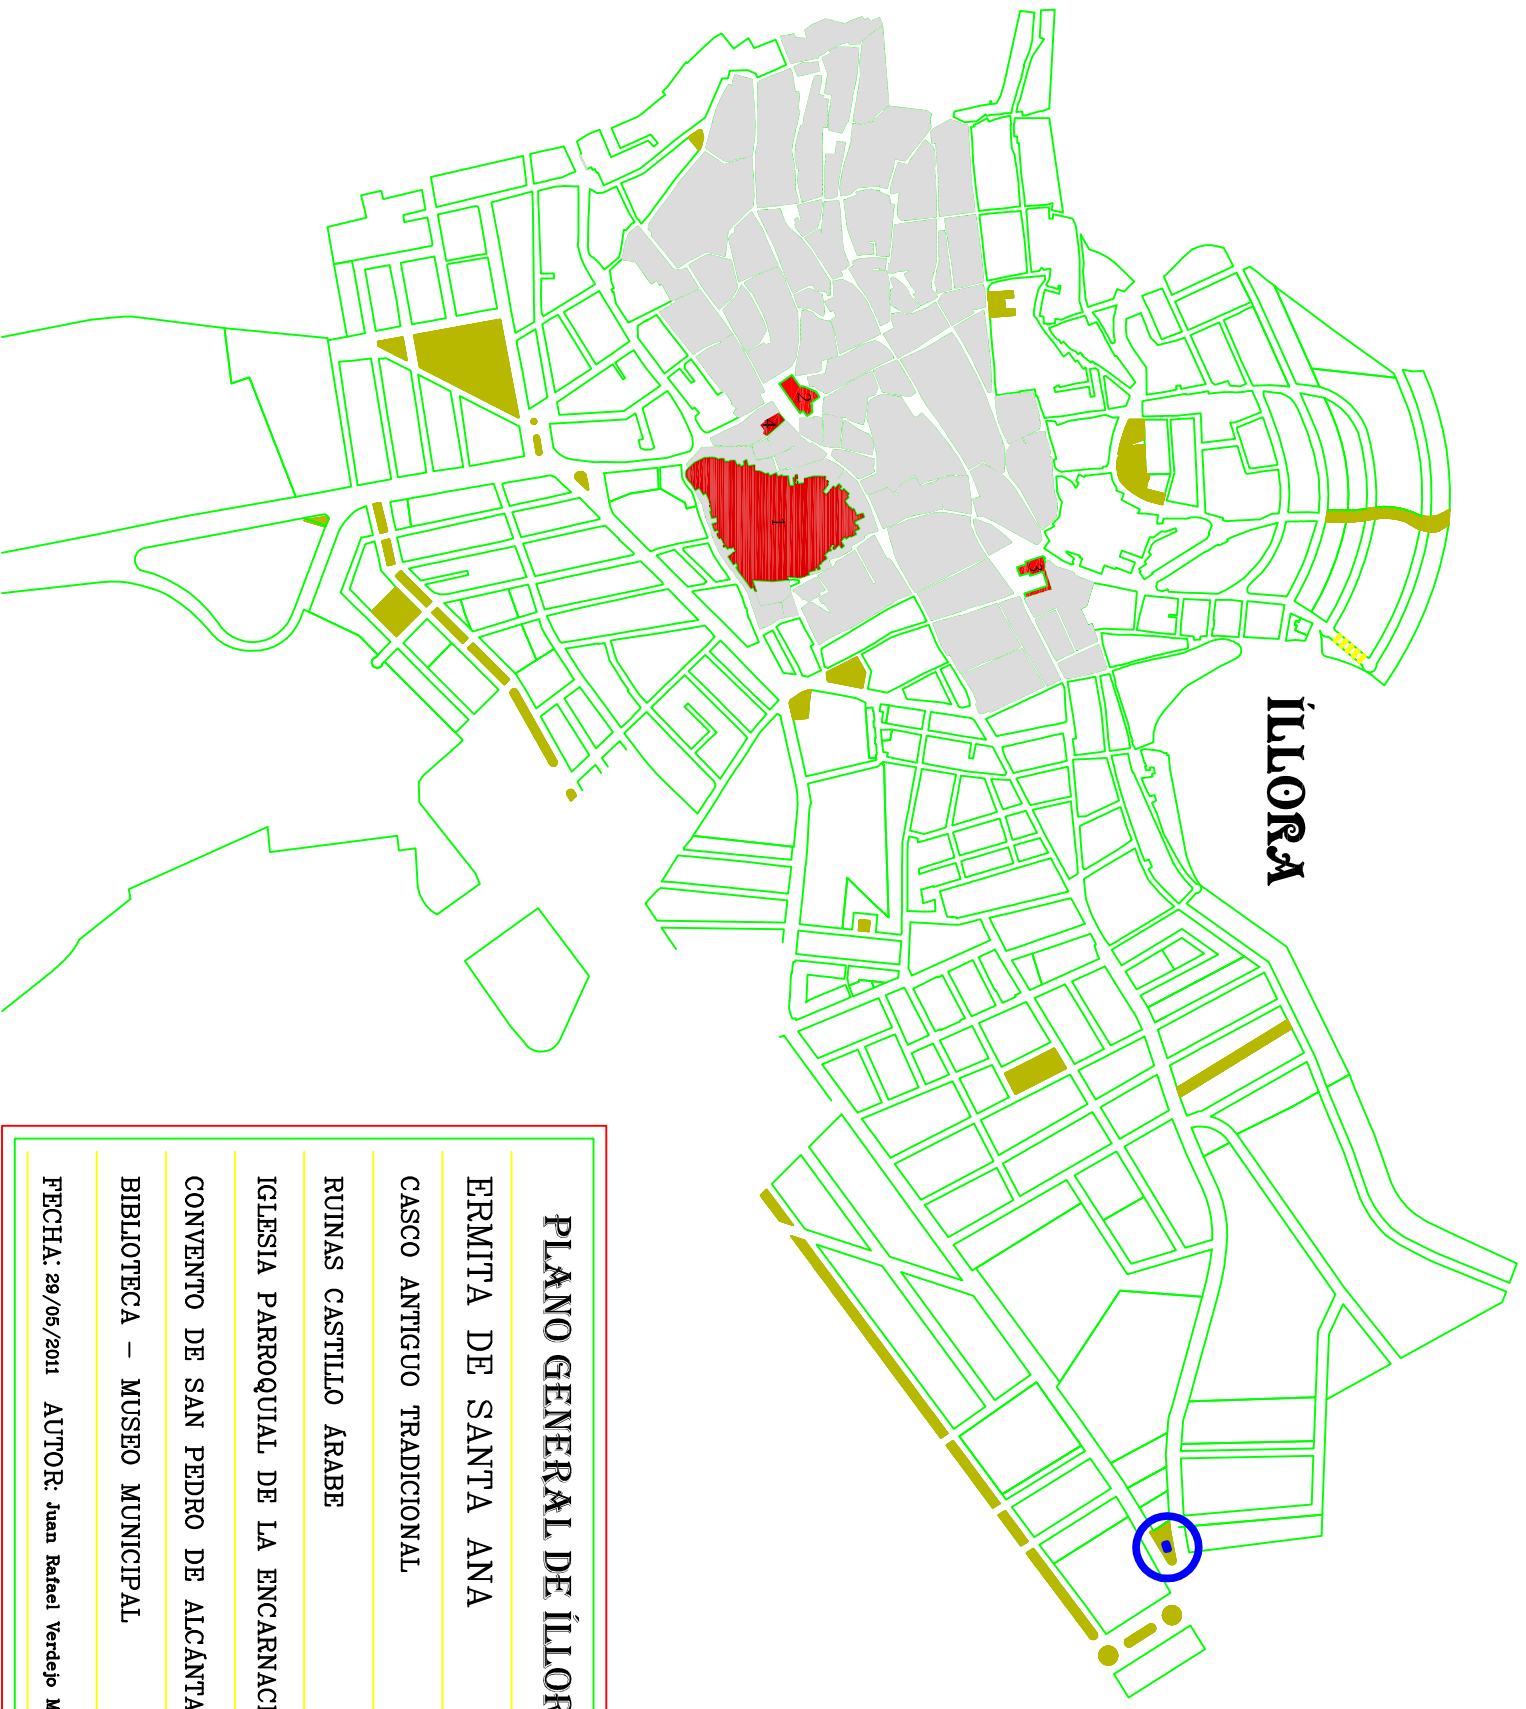 ÍLLORA
2
4
1
3
PLANO GENERAL DE ÍLLOR
ERMITA DE SANTA ANA
CASCO ANTIGUO TRADICIONAL
RUINAS CASTILLO ÁRABE
IGLESIA PARROQUIAL DE LA ENCARNACI
CONVENTO DE SAN PEDRO DE ALCÁNTA
BIBLIOTECA - MUSEO MUNICIPAL
FECHA: 29/05/2011 AUTOR: Juan Rafael Verdejo M